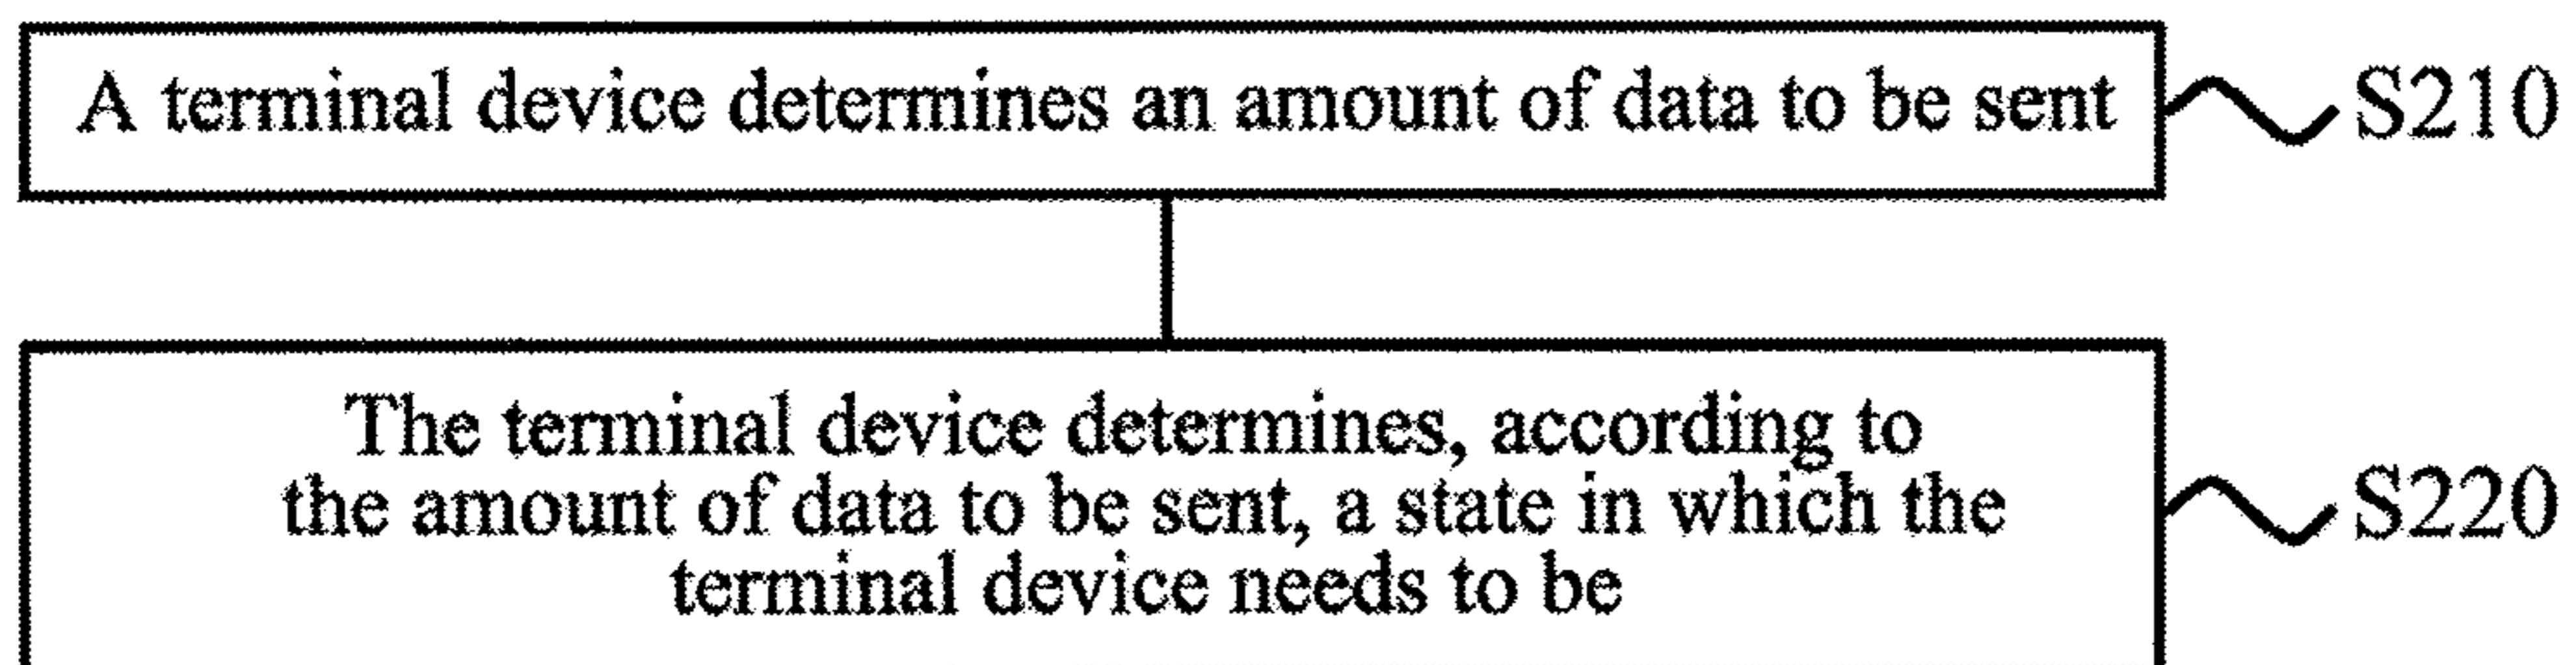 A terminal device determines an amount of data to be sent
S210
The terminal device determines, according to
the amount of data to be sent, a state in which the
terminal device needs to be
S220